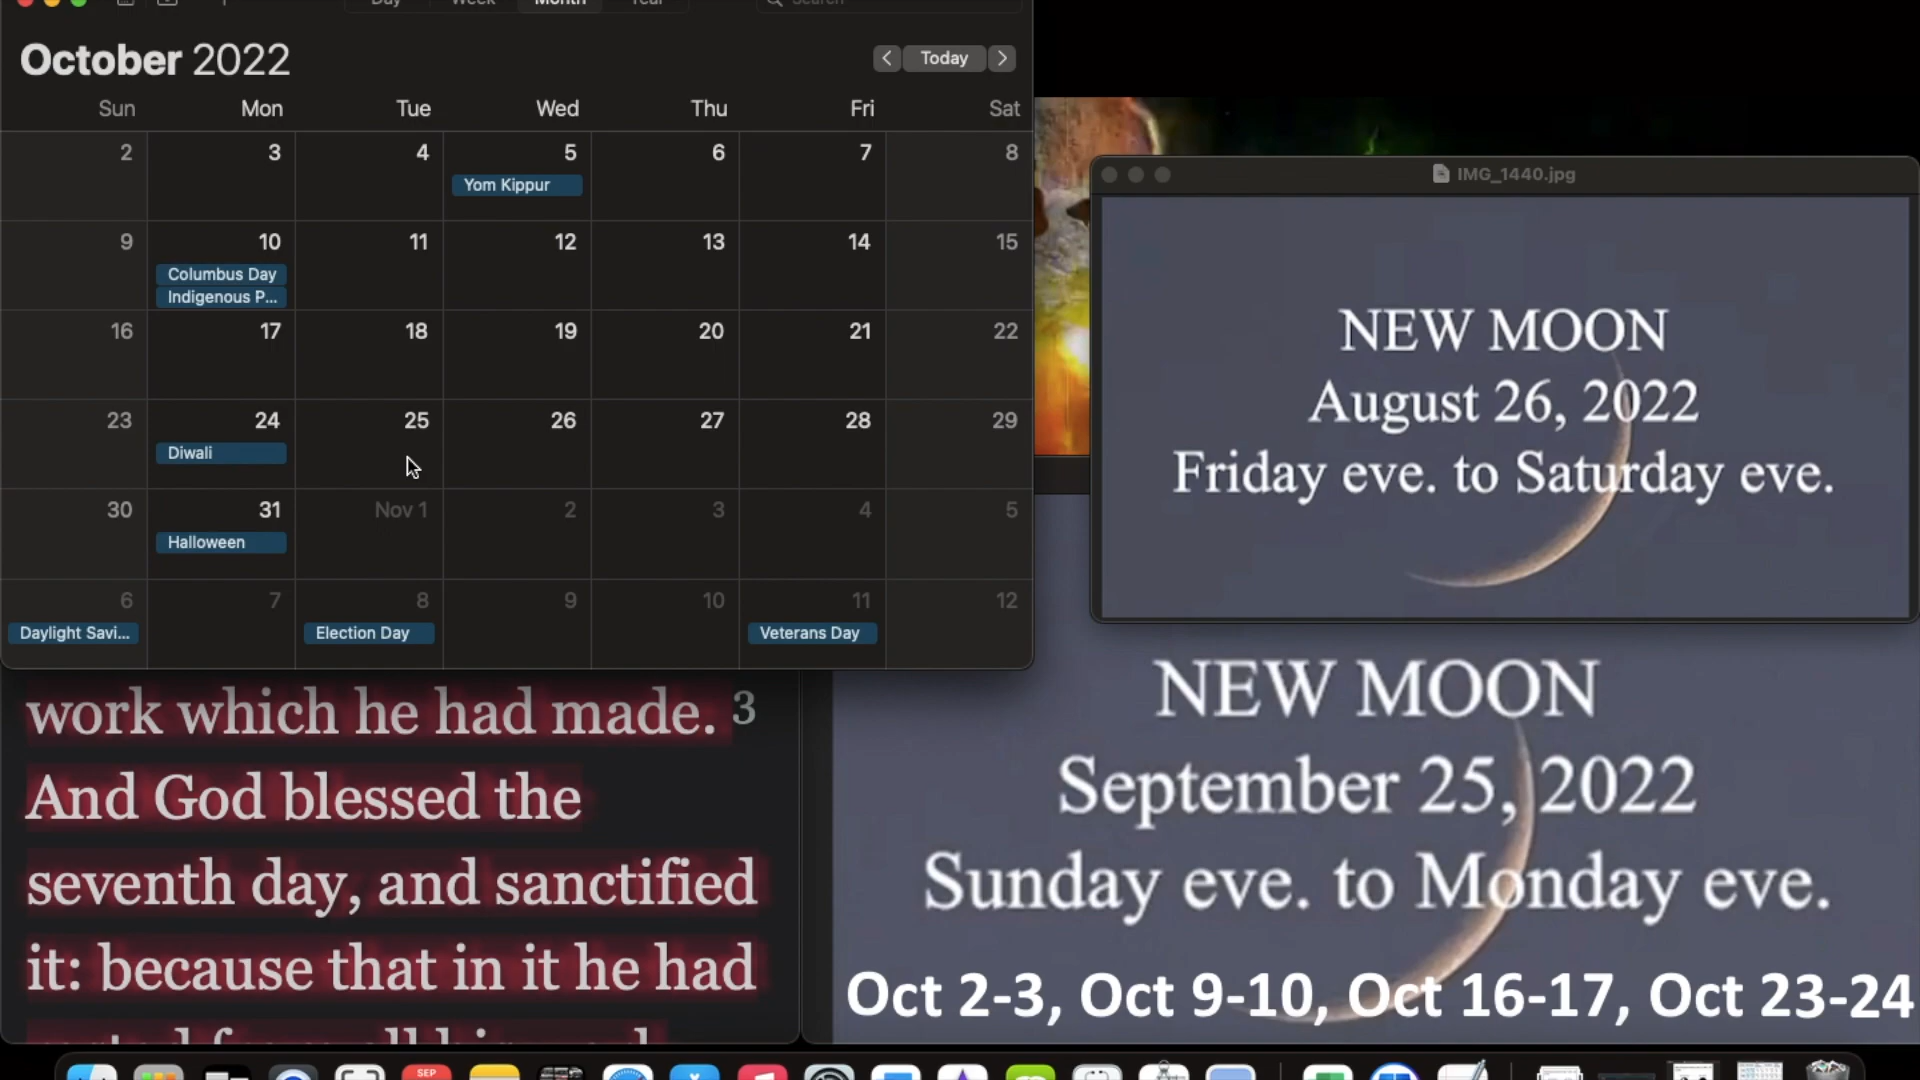 Day Week Month Year Search
October 2022
Today
Sun Mon Tue Wed Thu Fri Sat
2 3 4 5 6 7 8
Yom Kippur
9 10 11 12 13 14 15
Columbus Day
Indigenous P...
16 17 18 19 20 21 22
23 24 25 26 27 28 29
Diwali
30 31 Nov 1 2 3 4 5
Halloween
6 7 8 9 10 11 12
Daylight Savi... Election Day Veterans Day
IMG_1440.jpg
NEW MOON
August 26, 2022
Friday eve. to Saturday eve.
work which he had made. 3
And God blessed the
seventh day, and sanctified
it: because that in it he had
NEW MOON
September 25, 2022
Sunday eve. to Monday eve.
Oct 2-3, Oct 9-10, Oct 16-17, Oct 23-24
SEP